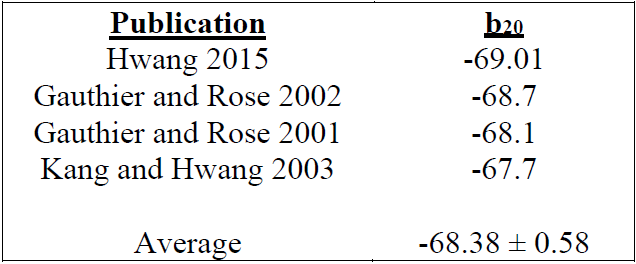 Publication b₂₀
Hwang 2015 -69.01
Gauthier and Rose 2002 -68.7
Gauthier and Rose 2001 -68.1
Kang and Hwang 2003 -67.7
Average -68.38 ± 0.58